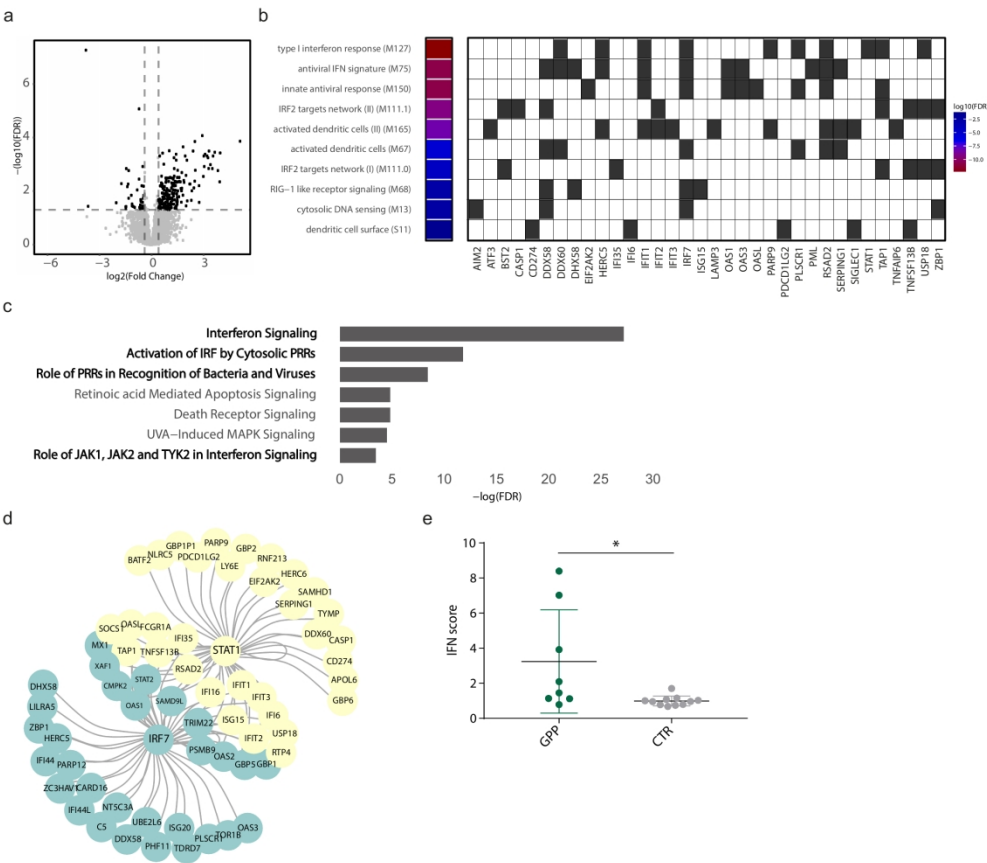 a
b
−(log10(FDR))
6
4
2
0
−6
−3
0
3
log2(Fold Change)
type I interferon response (M127)
antiviral IFN signature (M75)
innate antiviral response (M150)
IRF2 targets network (II) (M111.1)
activated dendritic cells (II) (M165)
activated dendritic cells (M67)
IRF2 targets network (I) (M111.0)
RIG−1 like receptor signaling (M68)
cytosolic DNA sensing (M13)
dendritic cell surface (S11)
AIM2
ATF3
BST2
CASP1
CD274
DDX58
DHX60
DHX58
EIF2AK2
HERC5
IFI35
IFI6
IFIT1
IFIT2
IFIT3
IRF7
ISG15
LAMP3
OAS1
OAS3
OASL
PARP9
PDCD1LG2
PLSCR1
PML
RSAD2
SERPING1
SIGLEC1
STAT1
TAP1
TNFAIP6
TNFSF13B
USP18
ZBP1
log10(FDR
−2.5
−5.0
−7.5
−10.0
c
Interferon Signaling
Activation of IRF by Cytosolic PRRs
Role of PRRs in Recognition of Bacteria and Viruses
Retinoic acid Mediated Apoptosis Signaling
Death Receptor Signaling
UVA−Induced MAPK Signaling
Role of JAK1, JAK2 and TYK2 in Interferon Signaling
0 5 10 15 20 25 30
−log(FDR)
d
BATF2
NLRC5
GBP1P1
PDCD1LG2
PARP9
LY6E
GBP2
RNF213
EIF2AK2
HERC6
SAMHD1
SERPING1
TYMP
DDX60
CASP1
CD274
APOL6
GBP6
SOCS1
OASL
FCGR1A
IFI35
TAP1
TNFSF13B
STAT1
RSAD2
MX1
XAF1
CMPK2
STAT2
OAS1
SAMD9L
IFI16
IFIT1
IFIT3
ISG15
IFI6
TRIM22
IFIT2
USP18
RTP4
IRF7
PSMB9
OAS2
GBP5
GBP1
DHX58
LILRA5
ZBP1
HERC5
IFI44
PARP12
ZC3HAV1
CARD16
IFI44L
NT5C3A
C5
UBE2L6
DDX58
ISG20
PHF11
TDRD7
PLSCR1
TOR1B
OAS3
e
IFN score
10
8
6
4
2
0
*
GPP
CTR